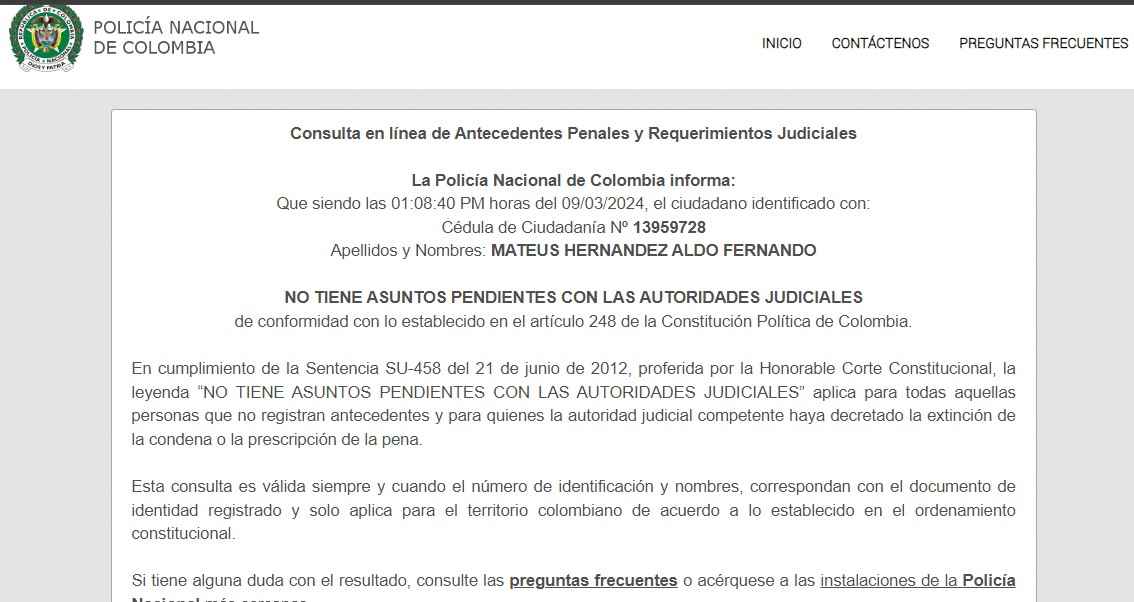 POLICÍA NACIONAL
DE COLOMBIA
INICIO CONTÁCTENOS PREGUNTAS FRECUENTES
Consulta en línea de Antecedentes Penales y Requerimientos Judiciales
La Policía Nacional de Colombia informa:
Que siendo las 01:08:40 PM horas del 09/03/2024, el ciudadano identificado con:
Cédula de Ciudadanía Nº 13959728
Apellidos y Nombres: MATEUS HERNANDEZ ALDO FERNANDO
NO TIENE ASUNTOS PENDIENTES CON LAS AUTORIDADES JUDICIALES
de conformidad con lo establecido en el artículo 248 de la Constitución Política de Colombia.
En cumplimiento de la Sentencia SU-458 del 21 de junio de 2012, proferida por la Honorable Corte Constitucional, la
leyenda “NO TIENE ASUNTOS PENDIENTES CON LAS AUTORIDADES JUDICIALES” aplica para todas aquellas
personas que no registran antecedentes y para quienes la autoridad judicial competente haya decretado la extinción de
la condena o la prescripción de la pena.
Esta consulta es válida siempre y cuando el número de identificación y nombres, correspondan con el documento de
identidad registrado y solo aplica para el territorio colombiano de acuerdo a lo establecido en el ordenamiento
constitucional.
Si tiene alguna duda con el resultado, consulte las preguntas frecuentes o acérquese a las instalaciones de la Policía
Nacional más cercanas.